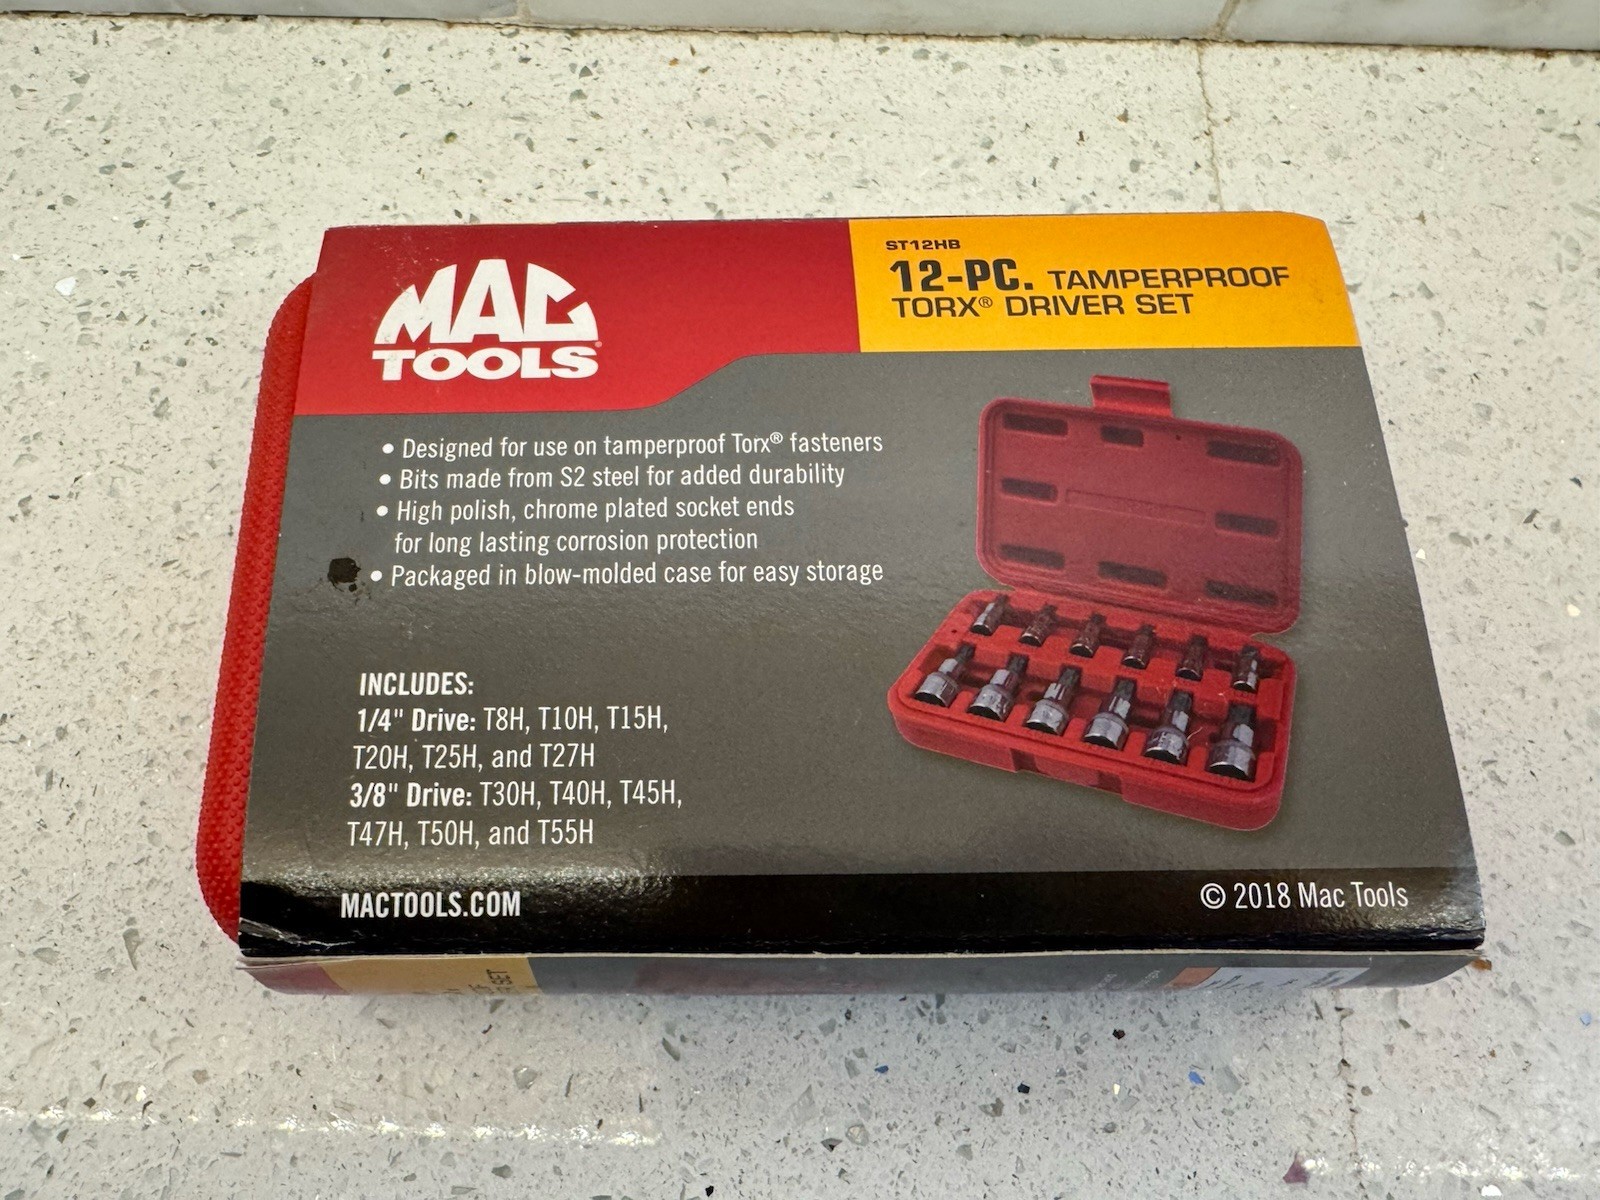 MAC
TOOLS
ST12HB
12-PC. TAMPERPROOF
TORX® DRIVER SET
• Designed for use on tamperproof Torx® fasteners
• Bits made from S2 steel for added durability
• High polish, chrome plated socket ends
for long lasting corrosion protection
• Packaged in blow-molded case for easy storage
INCLUDES:
1/4" Drive: T8H, T10H, T15H,
T20H, T25H, and T27H
3/8" Drive: T30H, T40H, T45H,
T47H, T50H, and T55H
MACTOOLS.COM
© 2018 Mac Tools
SET